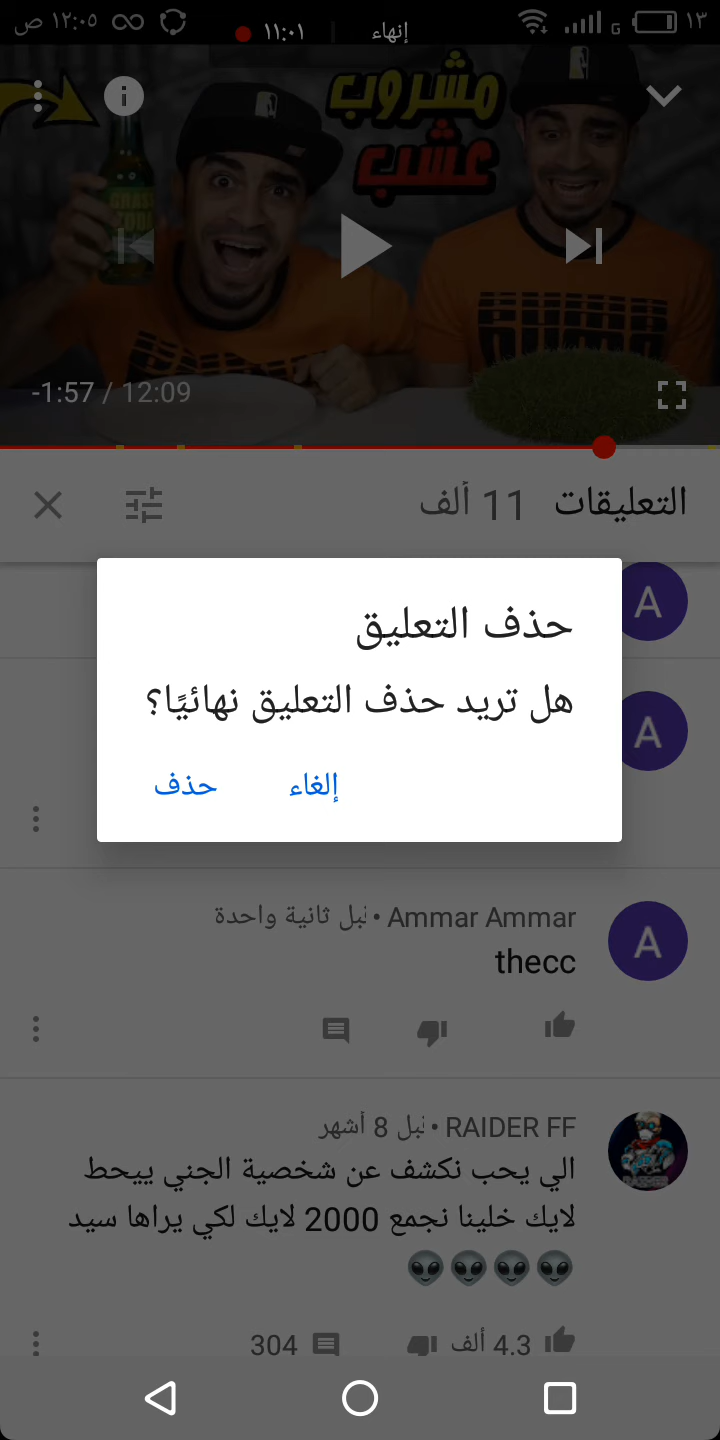 ١٢:٠٥ ص
١١:٠١
إنهاء
G
١٣
مشروب
عشب
GRASS
-1:57 / 12:09
التعليقات 11 ألف
A
حذف التعليق
هل تريد حذف التعليق نهائيًا؟
إلغاء
حذف
A
A
Ammar Ammar • قبل ثانية واحدة
thecc
RAIDER FF • قبل 8 أشهر
الي يحب نكشف عن شخصية الجني ييحط
لايك خلينا نجمع 2000 لايك لكي يراها سيد
👽👽👽👽
4.3 ألف
304